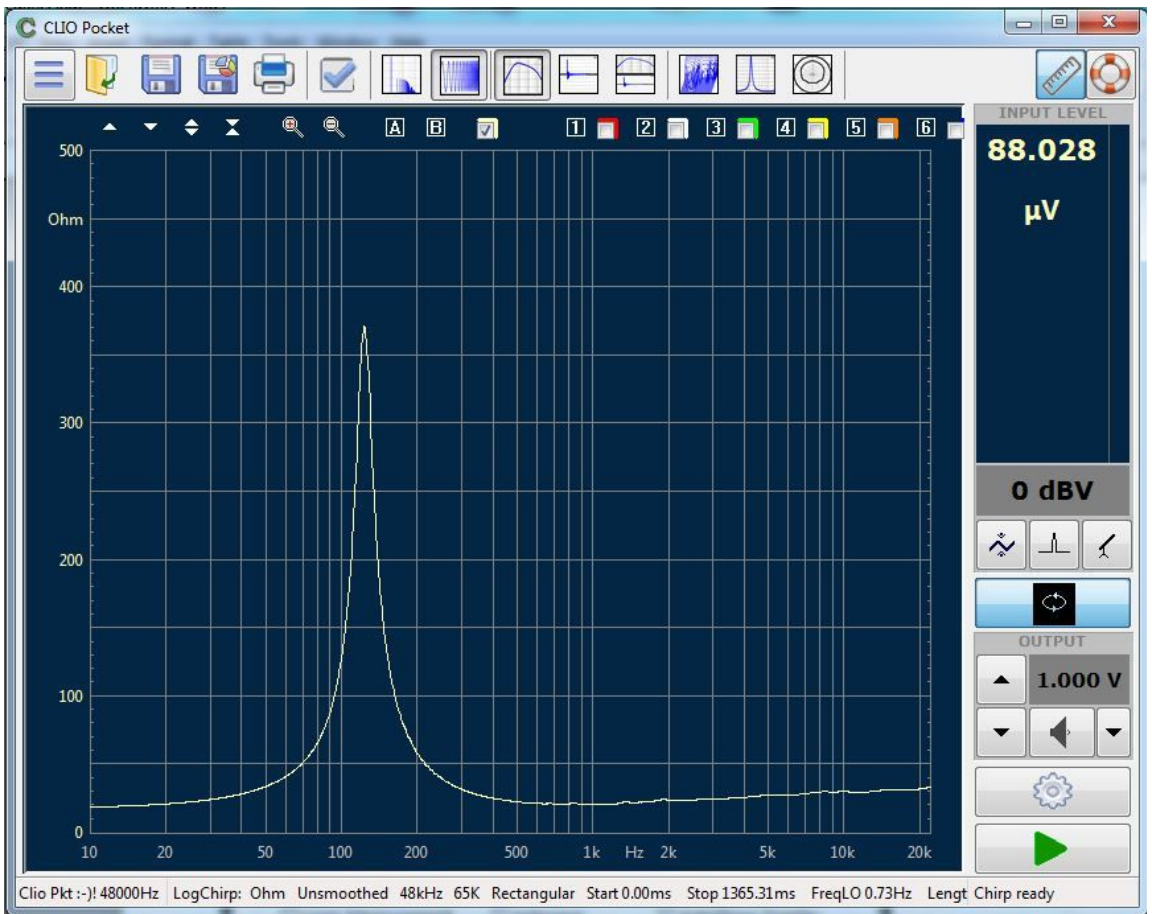 CLIO Pocket
INPUT LEVEL
A B 1 2 3 4 5 6
88.028
µV
500
Ohm
400
300
200
100
0
0 dBV
OUTPUT
1.000 V
10 20 50 100 200 500 1k Hz 2k 5k 10k 20k
Clio Pkt :-)! 48000Hz LogChirp: Ohm Unsmoothed 48kHz 65K Rectangular Start 0.00ms Stop 1365.31ms FreqLO 0.73Hz Lengt Chirp ready